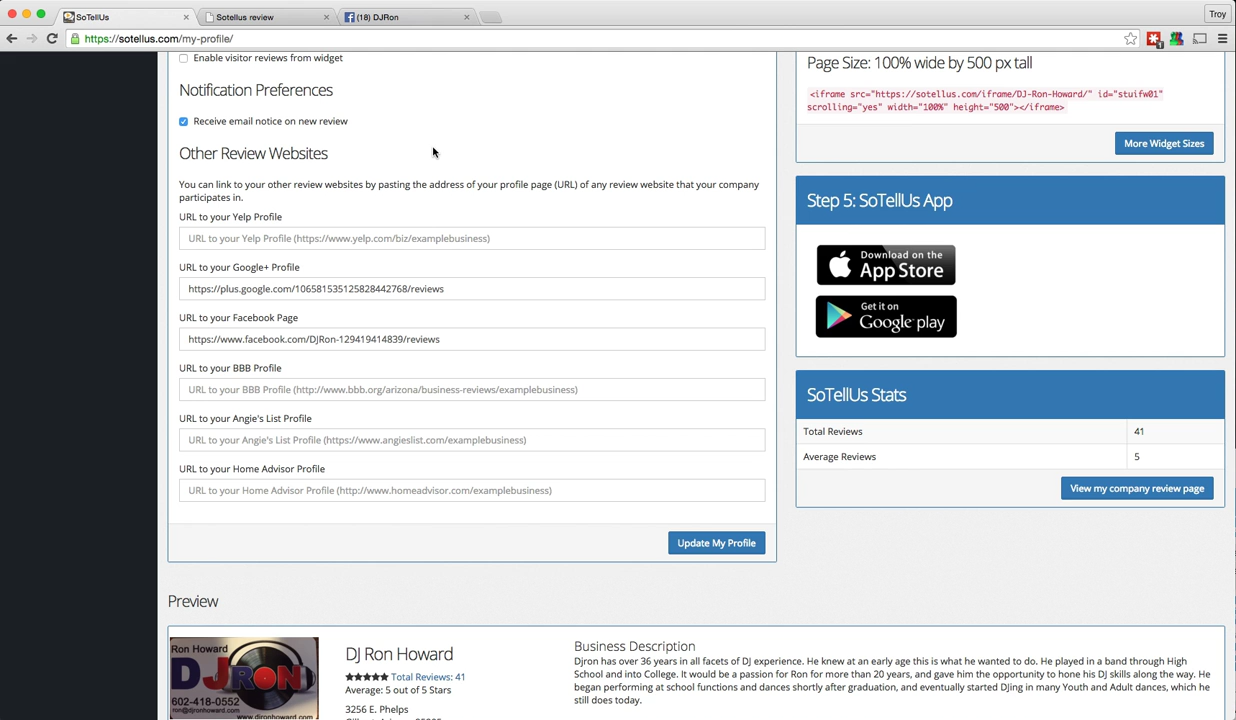 SoTellUs
Sotellus review
(18) DJRon
Troy
https://sotellus.com/my-profile/
Enable visitor reviews from widget
Notification Preferences
Receive email notice on new review
Other Review Websites
You can link to your other review websites by pasting the address of your profile page (URL) of any review website that your company
participates in.
URL to your Yelp Profile
URL to your Yelp Profile (https://www.yelp.com/biz/examplebusiness)
URL to your Google+ Profile
https://plus.google.com/106581535125828442768/reviews
URL to your Facebook Page
https://www.facebook.com/DJRon-129419414839/reviews
URL to your BBB Profile
URL to your BBB Profile (http://www.bbb.org/arizona/business-reviews/examplebusiness)
URL to your Angie's List Profile
URL to your Angie's List Profile (https://www.angieslist.com/examplebusiness)
URL to your Home Advisor Profile
URL to your Home Advisor Profile (http://www.homeadvisor.com/examplebusiness)
Update My Profile
Page Size: 100% wide by 500 px tall
<iframe src="https://sotellus.com/iframe/DJ-Ron-Howard/" id="stuifw01"
scrolling="yes" width="100%" height="500"></iframe>
More Widget Sizes
Step 5: SoTellUs App
Download on the
App Store
Get it on
Google play
SoTellUs Stats
Total Reviews 41
Average Reviews 5
View my company review page
Preview
Ron Howard
DJRON
602-418-0552
ron@djronhoward.com
www.djronhoward.com
DJ Ron Howard
Total Reviews: 41
Average: 5 out of 5 Stars
3256 E. Phelps
Business Description
Djron has over 36 years in all facets of DJ experience. He knew at an early age this is what he wanted to do. He played in a band through High
School and into College. It would be a passion for Ron for more than 20 years, and gave him the opportunity to hone his DJ skills along the way. He
began performing at school functions and dances shortly after graduation, and eventually started DJing in many Youth and Adult dances, which he
still does today.